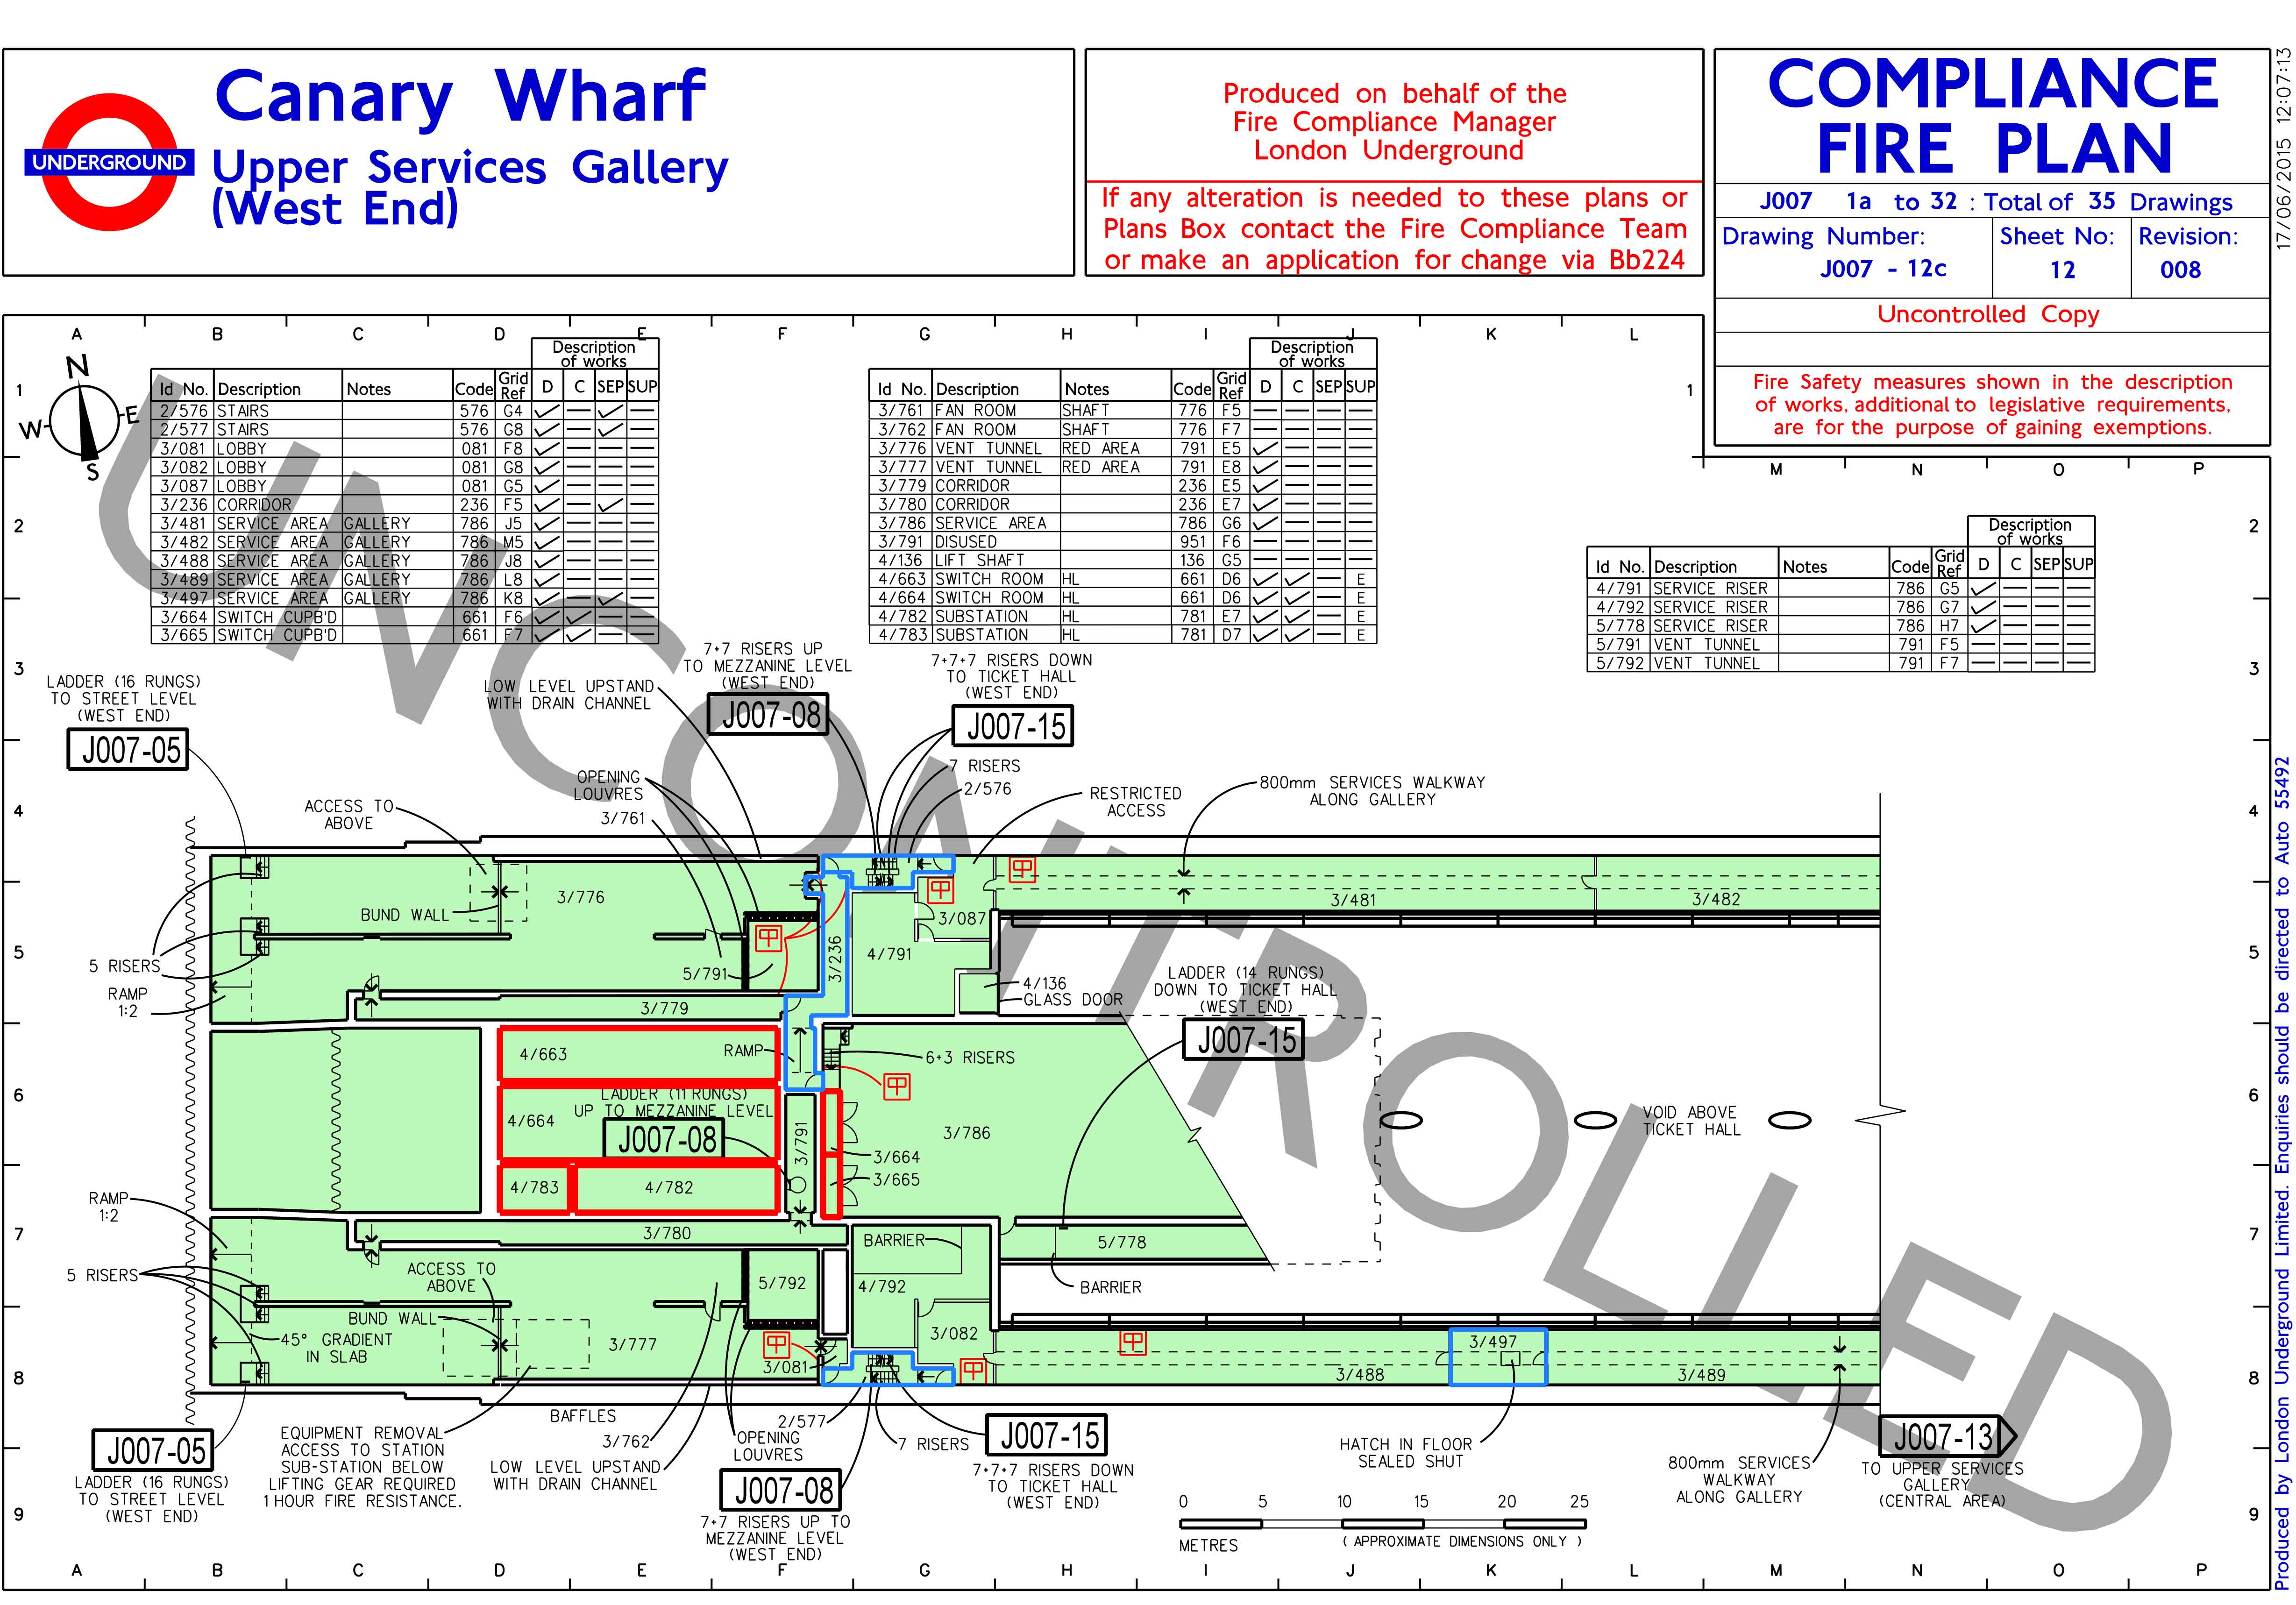 Canary Wharf
UNDERGROUND
Upper Services Gallery
(West End)
Produced on behalf of the
Fire Compliance Manager
London Underground
If any alteration is needed to these plans or
Plans Box contact the Fire Compliance Team
or make an application for change via Bb224
COMPLIANCE
FIRE PLAN
J007 1a to 32 : Total of 35 Drawings
Drawing Number:
J007 - 12c
Sheet No:
12
Revision:
008
Uncontrolled Copy
Fire Safety measures shown in the description
of works, additional to legislative requirements,
are for the purpose of gaining exemptions.
17/06/2015 12:07:13
Produced by London Underground Limited. Enquiries should be directed to Auto 55492
UNCONTROLLED
A B C D E F G H I J K L
M N O P
1 1
2 2
3 3
4 4
5 5
6 6
7 7
8 8
9 9
N
W E
S
Description
of works
Id No. Description Notes Code Grid Ref D C SEP SUP
2/576 STAIRS 576 G4 ✓ — ✓ —
2/577 STAIRS 576 G8 ✓ — ✓ —
3/081 LOBBY 081 F8 ✓ — — —
3/082 LOBBY 081 G8 ✓ — — —
3/087 LOBBY 081 G5 ✓ — — —
3/236 CORRIDOR 236 F5 ✓ — ✓ —
3/481 SERVICE AREA GALLERY 786 J5 ✓ — — —
3/482 SERVICE AREA GALLERY 786 M5 ✓ — — —
3/488 SERVICE AREA GALLERY 786 J8 ✓ — — —
3/489 SERVICE AREA GALLERY 786 L8 ✓ — — —
3/497 SERVICE AREA GALLERY 786 K8 ✓ — ✓ —
3/664 SWITCH CUPB'D 661 F6 ✓ ✓ — —
3/665 SWITCH CUPB'D 661 F7 ✓ ✓ — —
Description
of works
Id No. Description Notes Code Grid Ref D C SEP SUP
3/761 FAN ROOM SHAFT 776 F5 — — — —
3/762 FAN ROOM SHAFT 776 F7 — — — —
3/776 VENT TUNNEL RED AREA 791 E5 ✓ — — —
3/777 VENT TUNNEL RED AREA 791 E8 ✓ — — —
3/779 CORRIDOR 236 E5 ✓ — — —
3/780 CORRIDOR 236 E7 ✓ — — —
3/786 SERVICE AREA 786 G6 ✓ — — —
3/791 DISUSED 951 F6 — — — —
4/136 LIFT SHAFT 136 G5 — — — —
4/663 SWITCH ROOM HL 661 D6 ✓ ✓ — E
4/664 SWITCH ROOM HL 661 D6 ✓ ✓ — E
4/782 SUBSTATION HL 781 E7 ✓ ✓ — E
4/783 SUBSTATION HL 781 D7 ✓ ✓ — E
Description
of works
Id No. Description Notes Code Grid Ref D C SEP SUP
4/791 SERVICE RISER 786 G5 ✓ — — —
4/792 SERVICE RISER 786 G7 ✓ — — —
5/778 SERVICE RISER 786 H7 ✓ — — —
5/791 VENT TUNNEL 791 F5 — — — —
5/792 VENT TUNNEL 791 F7 — — — —
LADDER (16 RUNGS)
TO STREET LEVEL
(WEST END)
J007-05
LOW LEVEL UPSTAND
WITH DRAIN CHANNEL
7+7 RISERS UP
TO MEZZANINE LEVEL
(WEST END)
J007-08
7+7+7 RISERS DOWN
TO TICKET HALL
(WEST END)
J007-15
7 RISERS
2/576
OPENING
LOUVRES
3/761
ACCESS TO
ABOVE
RESTRICTED
ACCESS
800mm SERVICES WALKWAY
ALONG GALLERY
3/776
BUND WALL
3/087
3/481
3/482
5 RISERS
RAMP
1:2
5/791
3/236
4/791
4/136
GLASS DOOR
LADDER (14 RUNGS)
DOWN TO TICKET HALL
(WEST END)
J007-15
3/779
4/663
RAMP
6+3 RISERS
LADDER (11 RUNGS)
UP TO MEZZANINE LEVEL
J007-08
4/664
3/791
3/786
3/664
3/665
VOID ABOVE
TICKET HALL
4/783
4/782
RAMP
1:2
3/780
BARRIER
5/778
BARRIER
5 RISERS
ACCESS TO
ABOVE
5/792
4/792
BUND WALL
45° GRADIENT
IN SLAB
3/777
3/081
3/082
3/497
3/488
3/489
J007-05
LADDER (16 RUNGS)
TO STREET LEVEL
(WEST END)
EQUIPMENT REMOVAL
ACCESS TO STATION
SUB-STATION BELOW
LIFTING GEAR REQUIRED
1 HOUR FIRE RESISTANCE.
BAFFLES
3/762
LOW LEVEL UPSTAND
WITH DRAIN CHANNEL
2/577
OPENING
LOUVRES
J007-08
7+7 RISERS UP TO
MEZZANINE LEVEL
(WEST END)
7 RISERS
J007-15
7+7+7 RISERS DOWN
TO TICKET HALL
(WEST END)
HATCH IN FLOOR
SEALED SHUT
800mm SERVICES
WALKWAY
ALONG GALLERY
J007-13
TO UPPER SERVICES
GALLERY
(CENTRAL AREA)
0 5 10 15 20 25
METRES
( APPROXIMATE DIMENSIONS ONLY )
A B C D E F G H I J K L M N O P